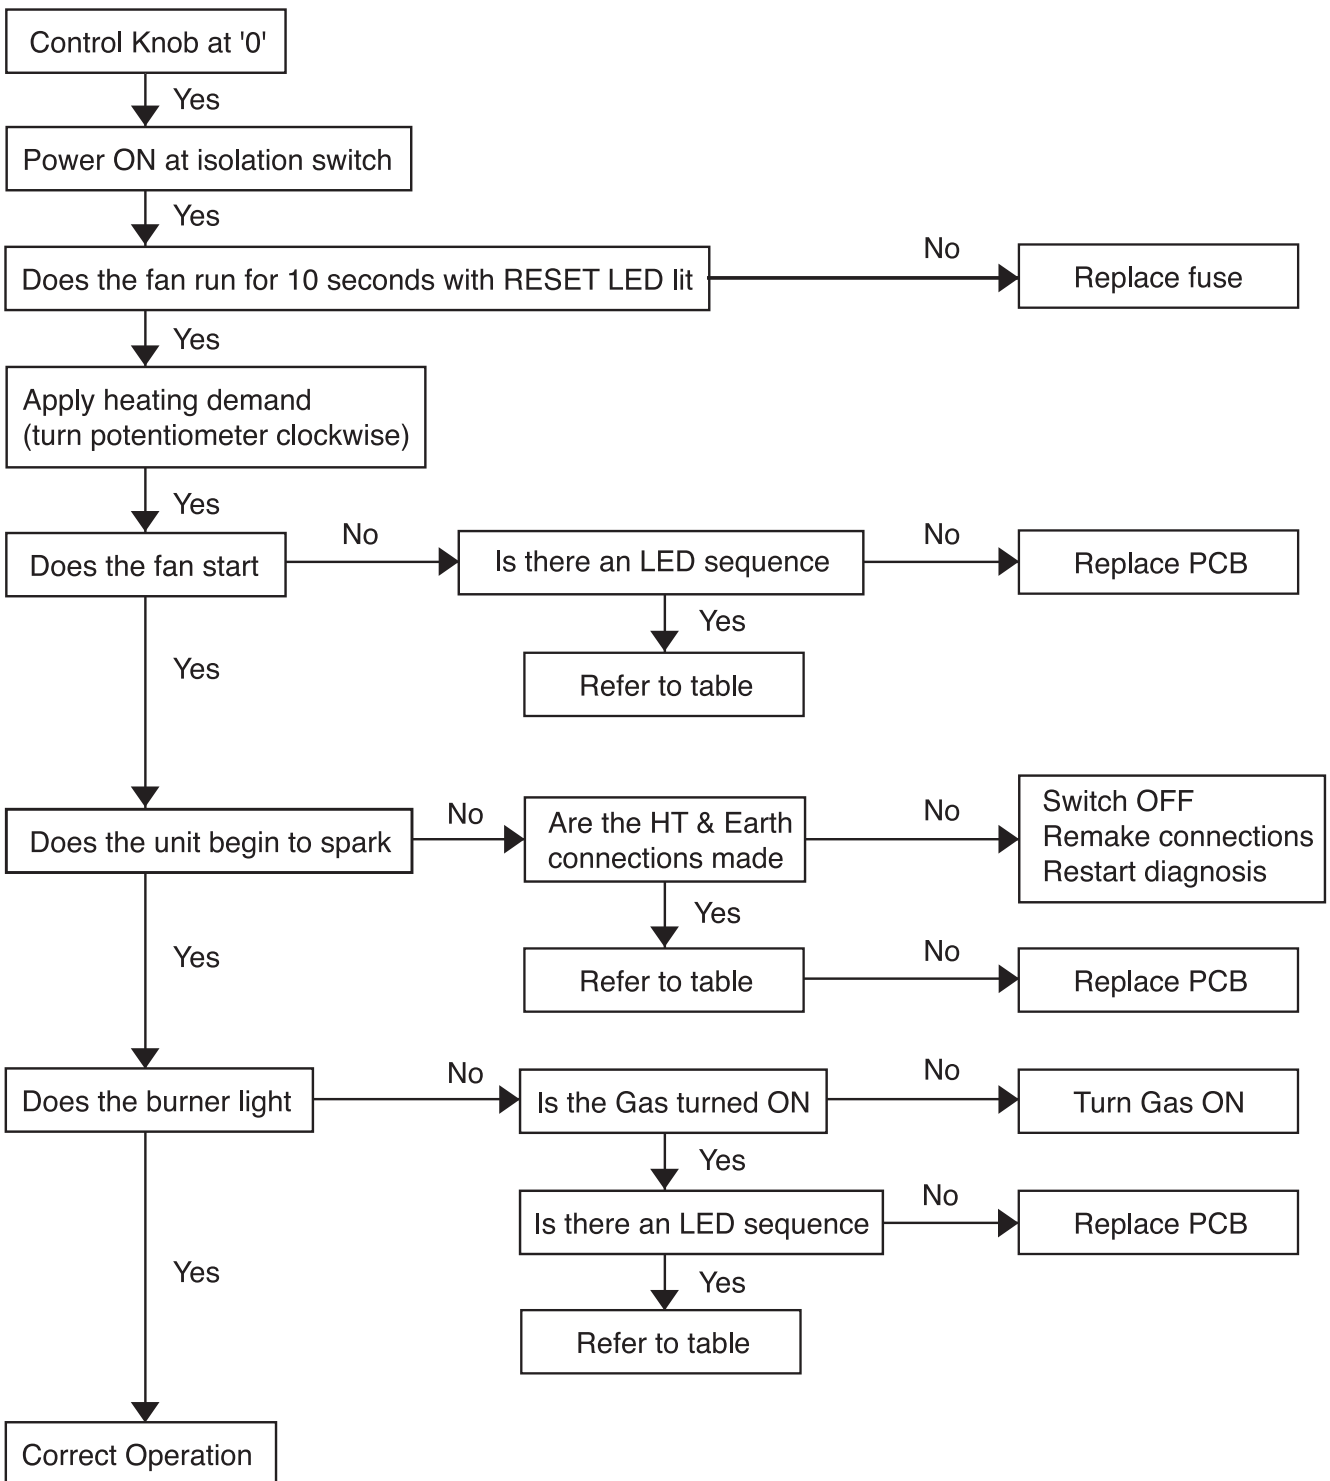 Control Knob at '0'
Yes
Power ON at isolation switch
Yes
Does the fan run for 10 seconds with RESET LED lit
No
Replace fuse
Yes
Apply heating demand
(turn potentiometer clockwise)
Yes
Does the fan start
No
Is there an LED sequence
No
Replace PCB
Yes
Refer to table
Yes
Does the unit begin to spark
No
Are the HT & Earth
connections made
No
Switch OFF
Remake connections
Restart diagnosis
Yes
Refer to table
No
Replace PCB
Yes
Does the burner light
No
Is the Gas turned ON
No
Turn Gas ON
Yes
Is there an LED sequence
No
Replace PCB
Yes
Refer to table
Yes
Correct Operation